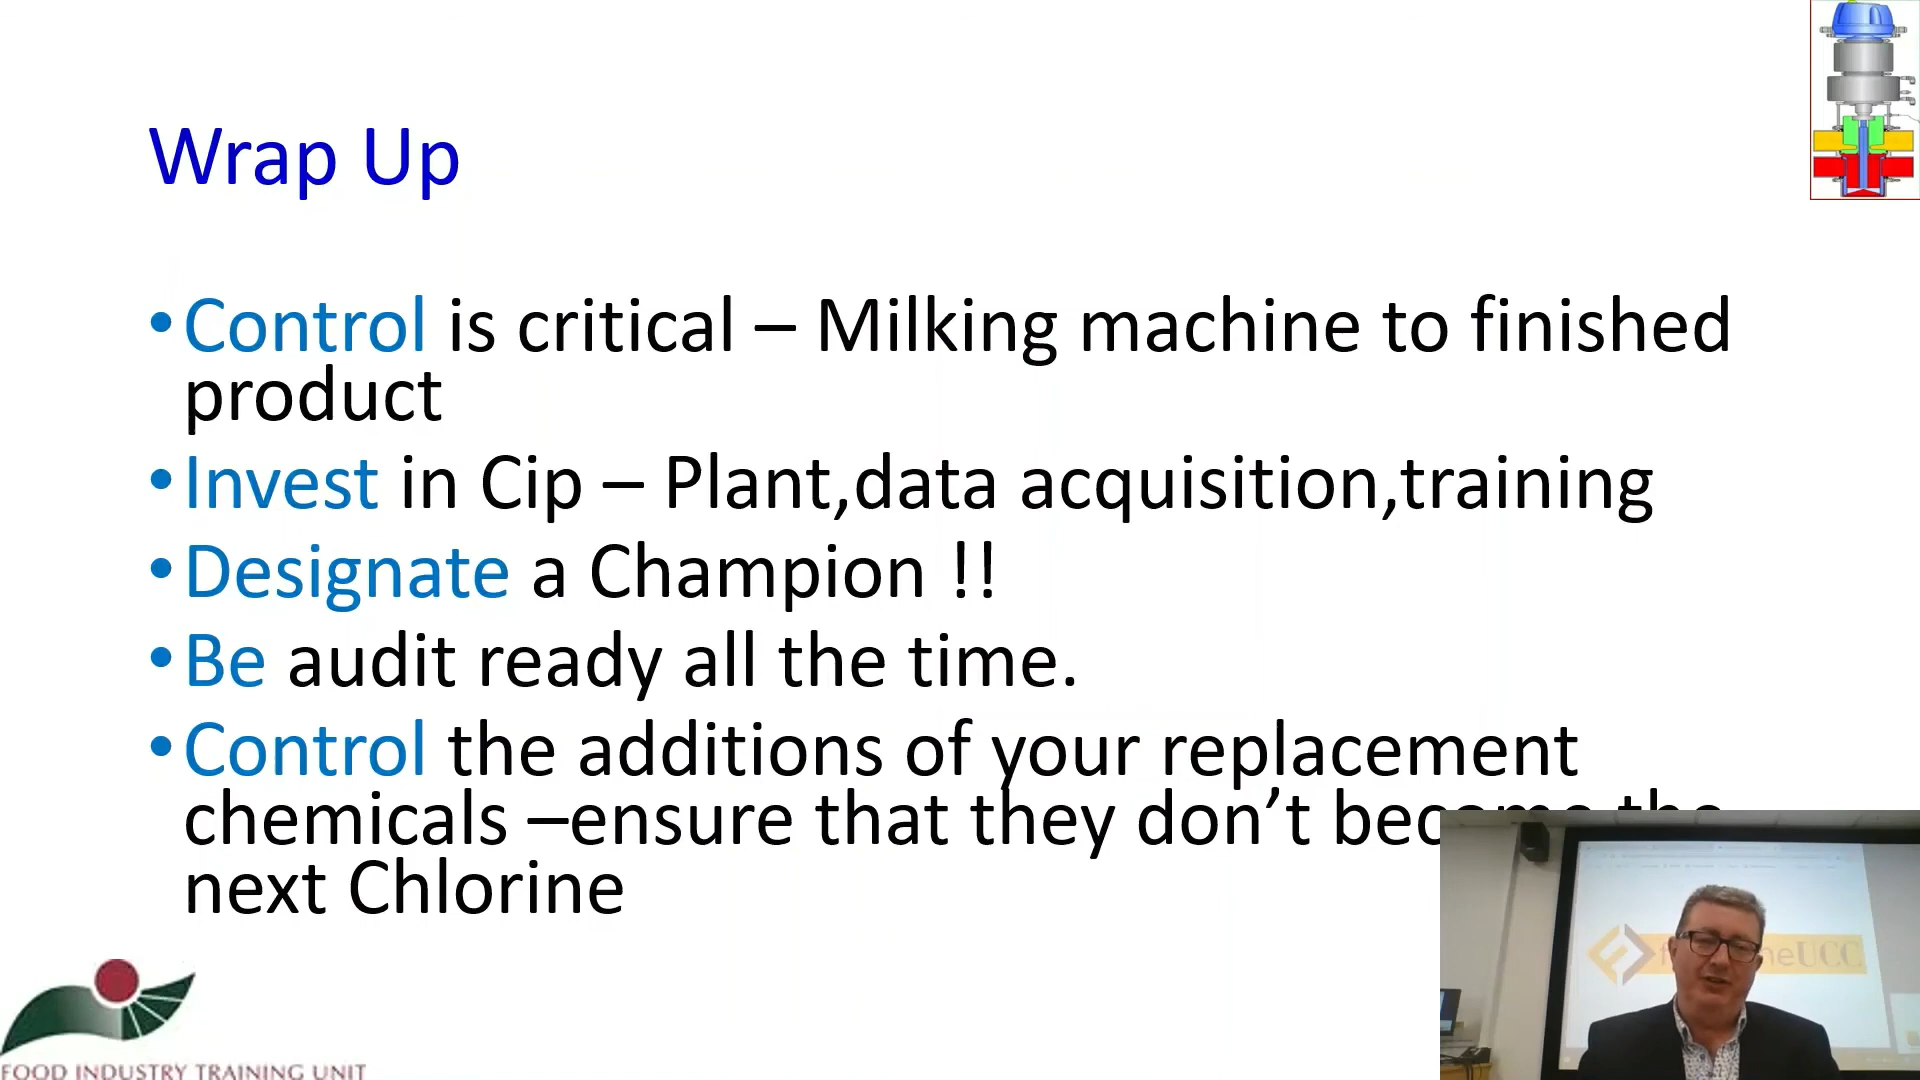 Wrap Up
•Control is critical – Milking machine to finished
product
•Invest in Cip – Plant,data acquisition,training
•Designate a Champion !!
•Be audit ready all the time.
•Control the additions of your replacement
chemicals –ensure that they don’t become the
next Chlorine
UCC
FOOD INDUSTRY TRAINING UNIT